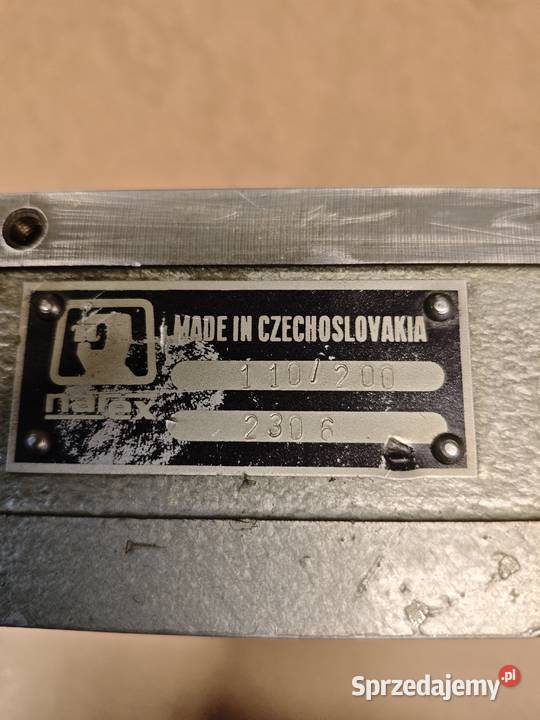 MADE IN CZECHOSLOVAKIA
110/200
narex
2306
Sprzedajemy.pl